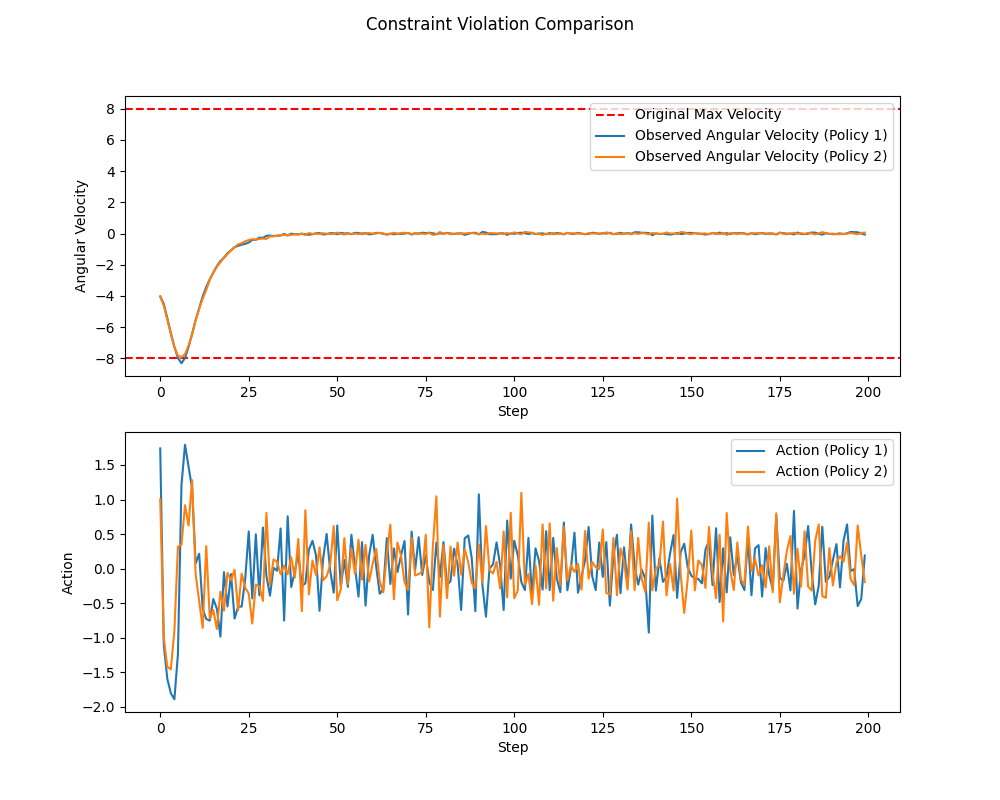 Constraint Violation Comparison
8
6
4
2
0
−2
−4
−6
−8
Angular Velocity
Original Max Velocity
Observed Angular Velocity (Policy 1)
Observed Angular Velocity (Policy 2)
0 25 50 75 100 125 150 175 200
Step
1.5
1.0
0.5
0.0
−0.5
−1.0
−1.5
−2.0
Action
Action (Policy 1)
Action (Policy 2)
0 25 50 75 100 125 150 175 200
Step